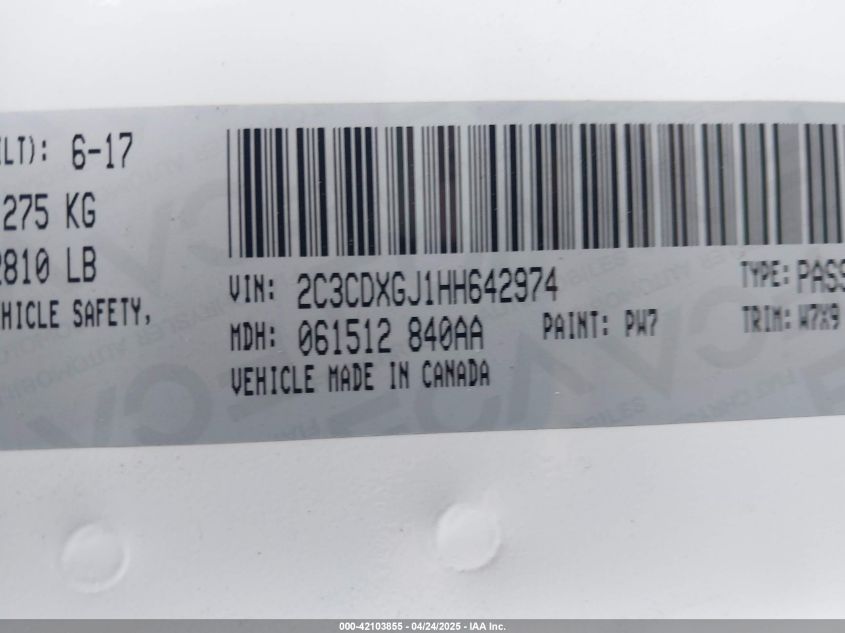 LT): 6-17
275 KG
2810 LB
HICLE SAFETY,
VIN: 2C3CDXGJ1HH642974
TYPE: PASS
MDH: 061512 840AA
PAINT: PW7
TRIM: W7X9
VEHICLE MADE IN CANADA
000-42103855 - 04/24/2025 - IAA Inc.